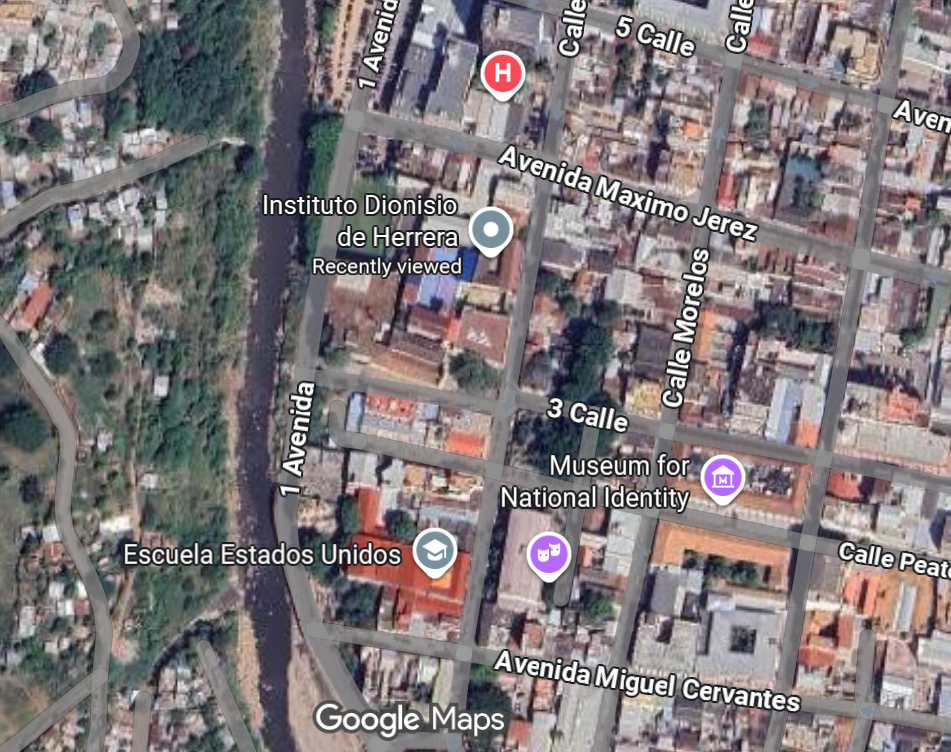 1 Avenid
Calle
5 Calle
Calle
H
Aven
Avenida Maximo Jerez
Instituto Dionisio
de Herrera
Recently viewed
Calle Morelos
1 Avenida
3 Calle
Museum for
National Identity
M
Escuela Estados Unidos
Calle Peato
Avenida Miguel Cervantes
Google Maps